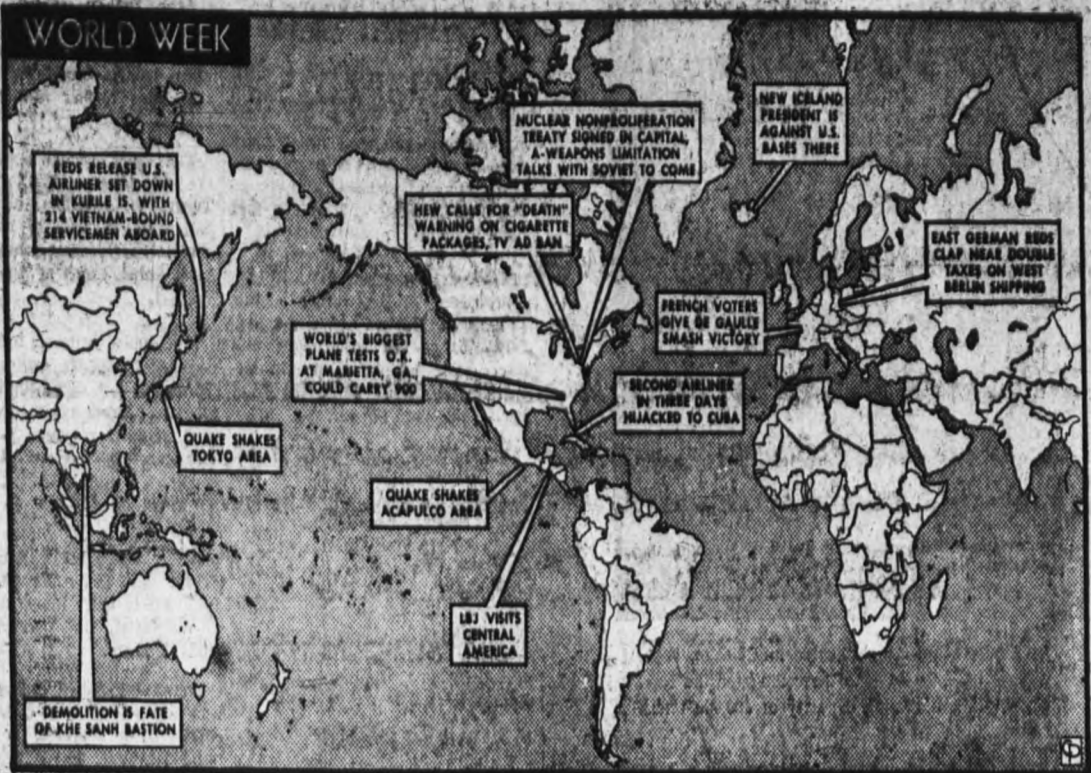 WORLD WEEK
REDS RELEASE U.S.
AIRLINER SET DOWN
IN KURILE IS. WITH
214 VIETNAM-BOUND
SERVICEMEN ABOARD
NUCLEAR NONPROLIFERATION
TREATY SIGNED IN CAPITAL,
A-WEAPONS LIMITATION
TALKS WITH SOVIET TO COME
NEW ICELAND
PRESIDENT IS
AGAINST U.S.
BASES THERE
NEW CALLS FOR "DEATH"
WARNING ON CIGARETTE
PACKAGES, TV AD BAN
EAST GERMAN REDS
CLAP NEAR DOUBLE
TAXES ON WEST
BERLIN SHIPPING
FRENCH VOTERS
GIVE DE GAULLE
SMASH VICTORY
WORLD'S BIGGEST
PLANE TESTS O.K.
AT MARIETTA, GA.
COULD CARRY 900
SECOND AIRLINER
IN THREE DAYS
HIJACKED TO CUBA
QUAKE SHAKES
TOKYO AREA
QUAKE SHAKES
ACAPULCO AREA
LBJ VISITS
CENTRAL
AMERICA
DEMOLITION IS FATE
OF KHE SANH BASTION